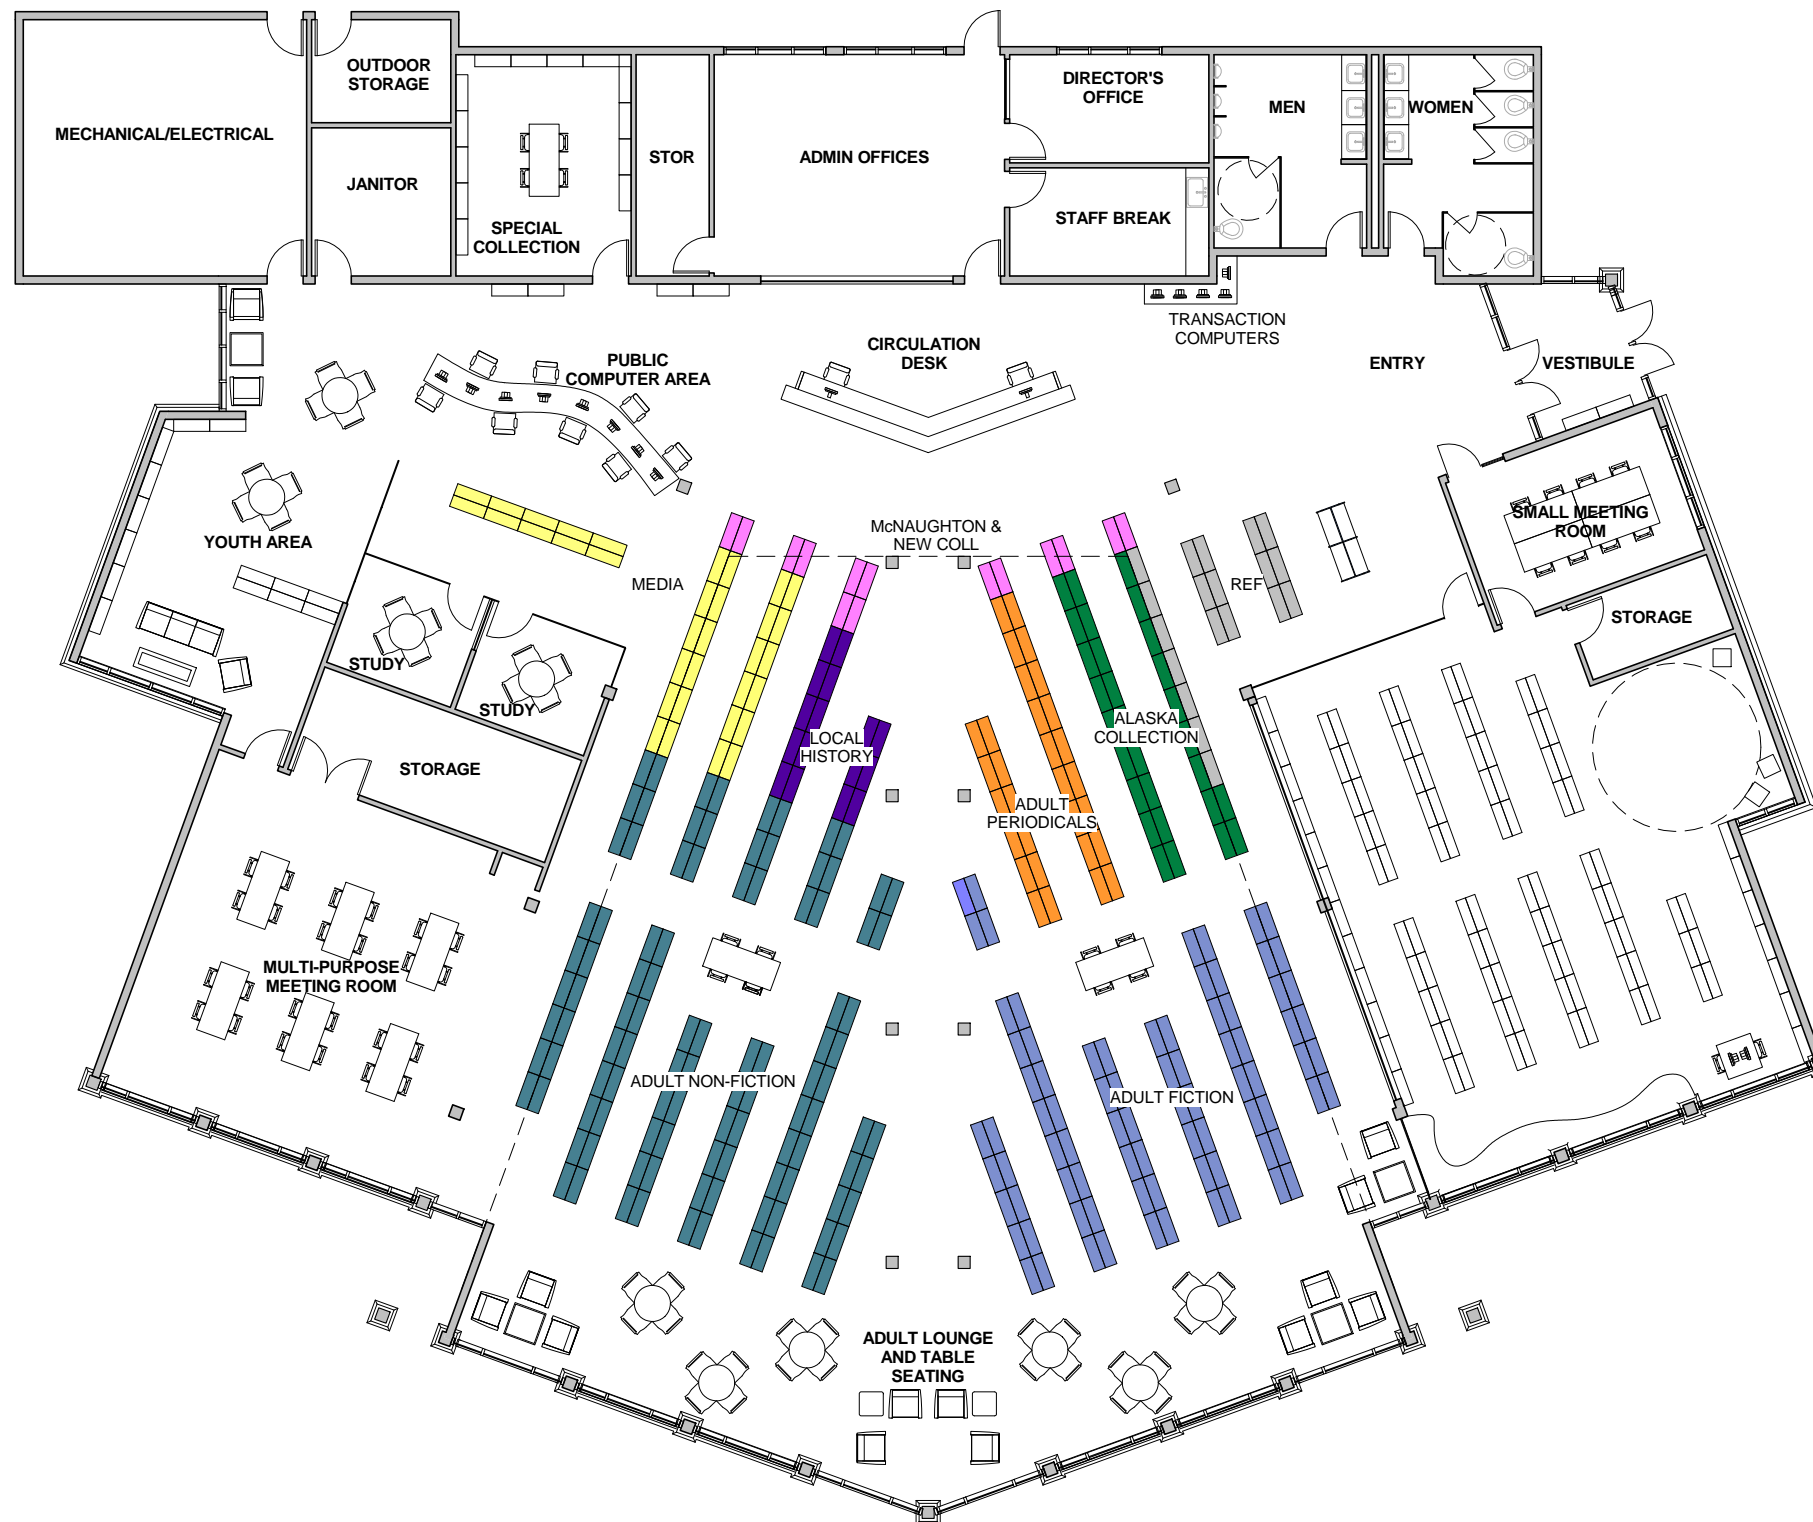 OUTDOOR
STORAGE
MECHANICAL/ELECTRICAL
JANITOR
SPECIAL
COLLECTION
STOR
ADMIN OFFICES
DIRECTOR'S
OFFICE
STAFF BREAK
MEN
WOMEN
TRANSACTION
COMPUTERS
CIRCULATION
DESK
PUBLIC
COMPUTER AREA
ENTRY
VESTIBULE
YOUTH AREA
McNAUGHTON &
NEW COLL
MEDIA
REF
SMALL MEETING
ROOM
STORAGE
STUDY
STUDY
STORAGE
LOCAL
HISTORY
ALASKA
COLLECTION
ADULT
PERIODICALS
MULTI-PURPOSE
MEETING ROOM
ADULT NON-FICTION
ADULT FICTION
ADULT LOUNGE
AND TABLE
SEATING